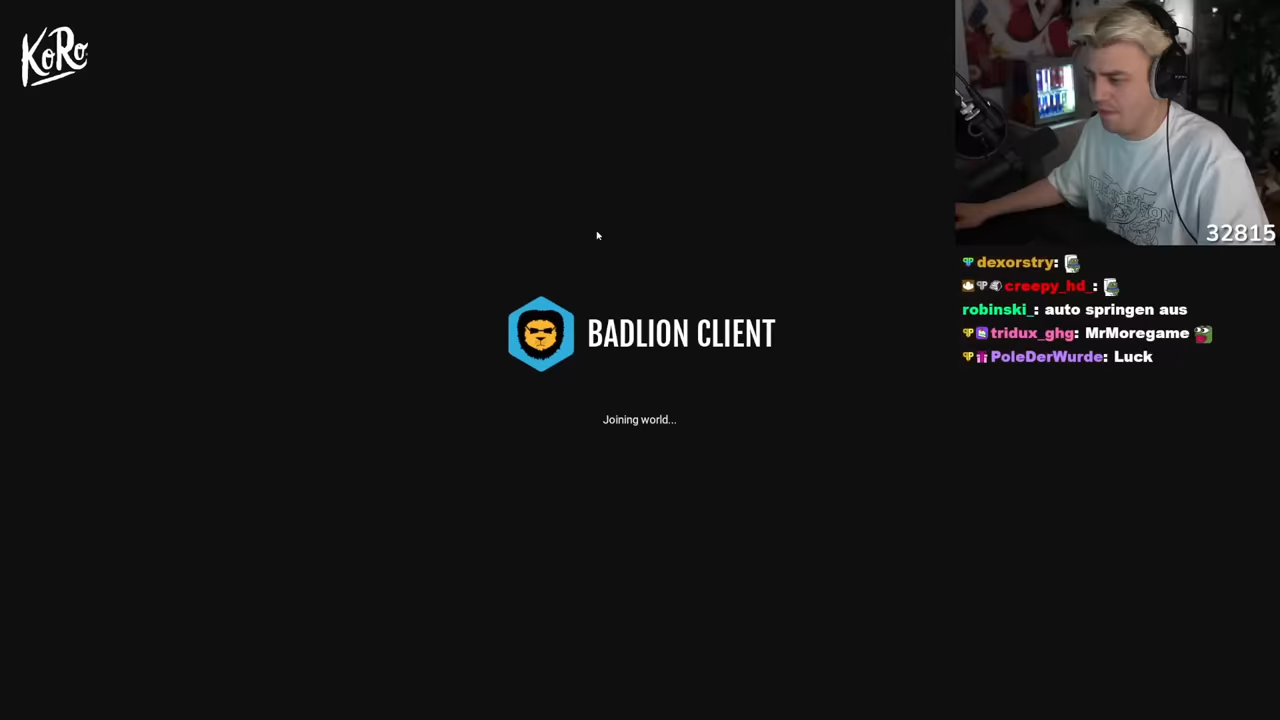 KoRo
32815
dexorstry:
creepy_hd_:
robinski_: auto springen aus
tridux_ghg: MrMoregame
PoleDerWurde: Luck
BADLION CLIENT
Joining world...